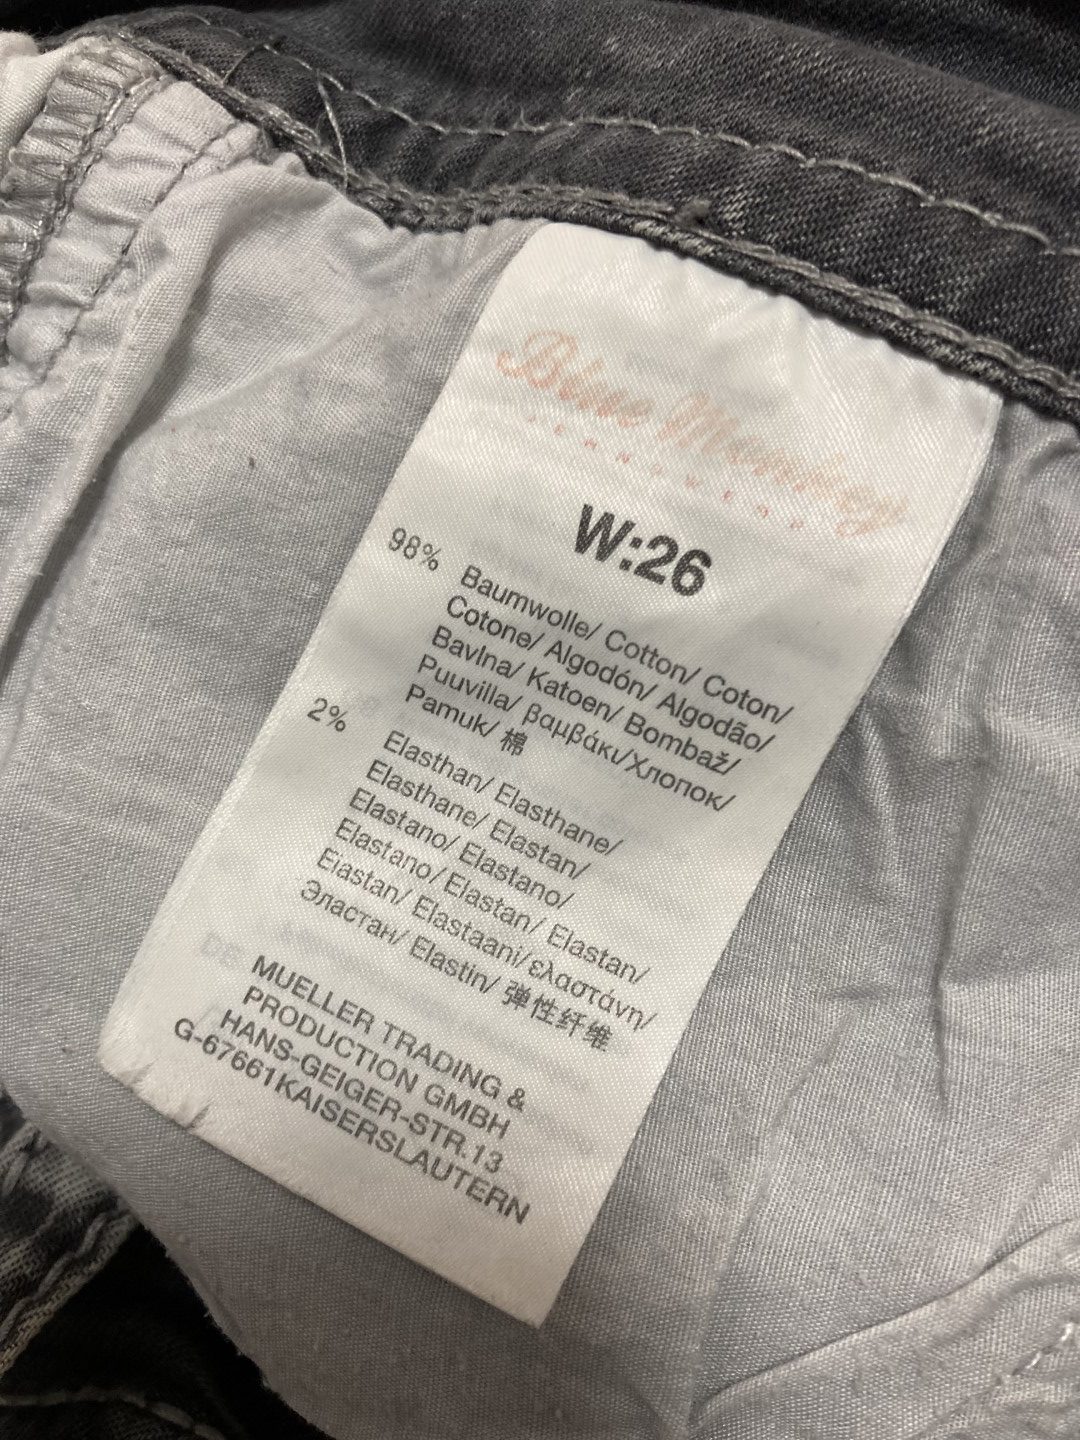 Blue Monkey
JEANSWEAR
W:26
98% Baumwolle/ Cotton/ Coton/
Cotone/ Algodón/ Algodão/
Bavlna/ Katoen/ Bombaž/
Puuvilla/ βαμβάκι/Хлопок/
Pamuk/ 棉
2% Elasthan/ Elasthane/
Elasthane/ Elastan/
Elastano/ Elastano/
Elastano/ Elastan/ Elastan/
Elastan/ Elastaani/ελαστάνη/
Эластан/ Elastin/ 弹性纤维
MUELLER TRADING &
PRODUCTION GMBH
HANS-GEIGER-STR.13
G-67661KAISERSLAUTERN